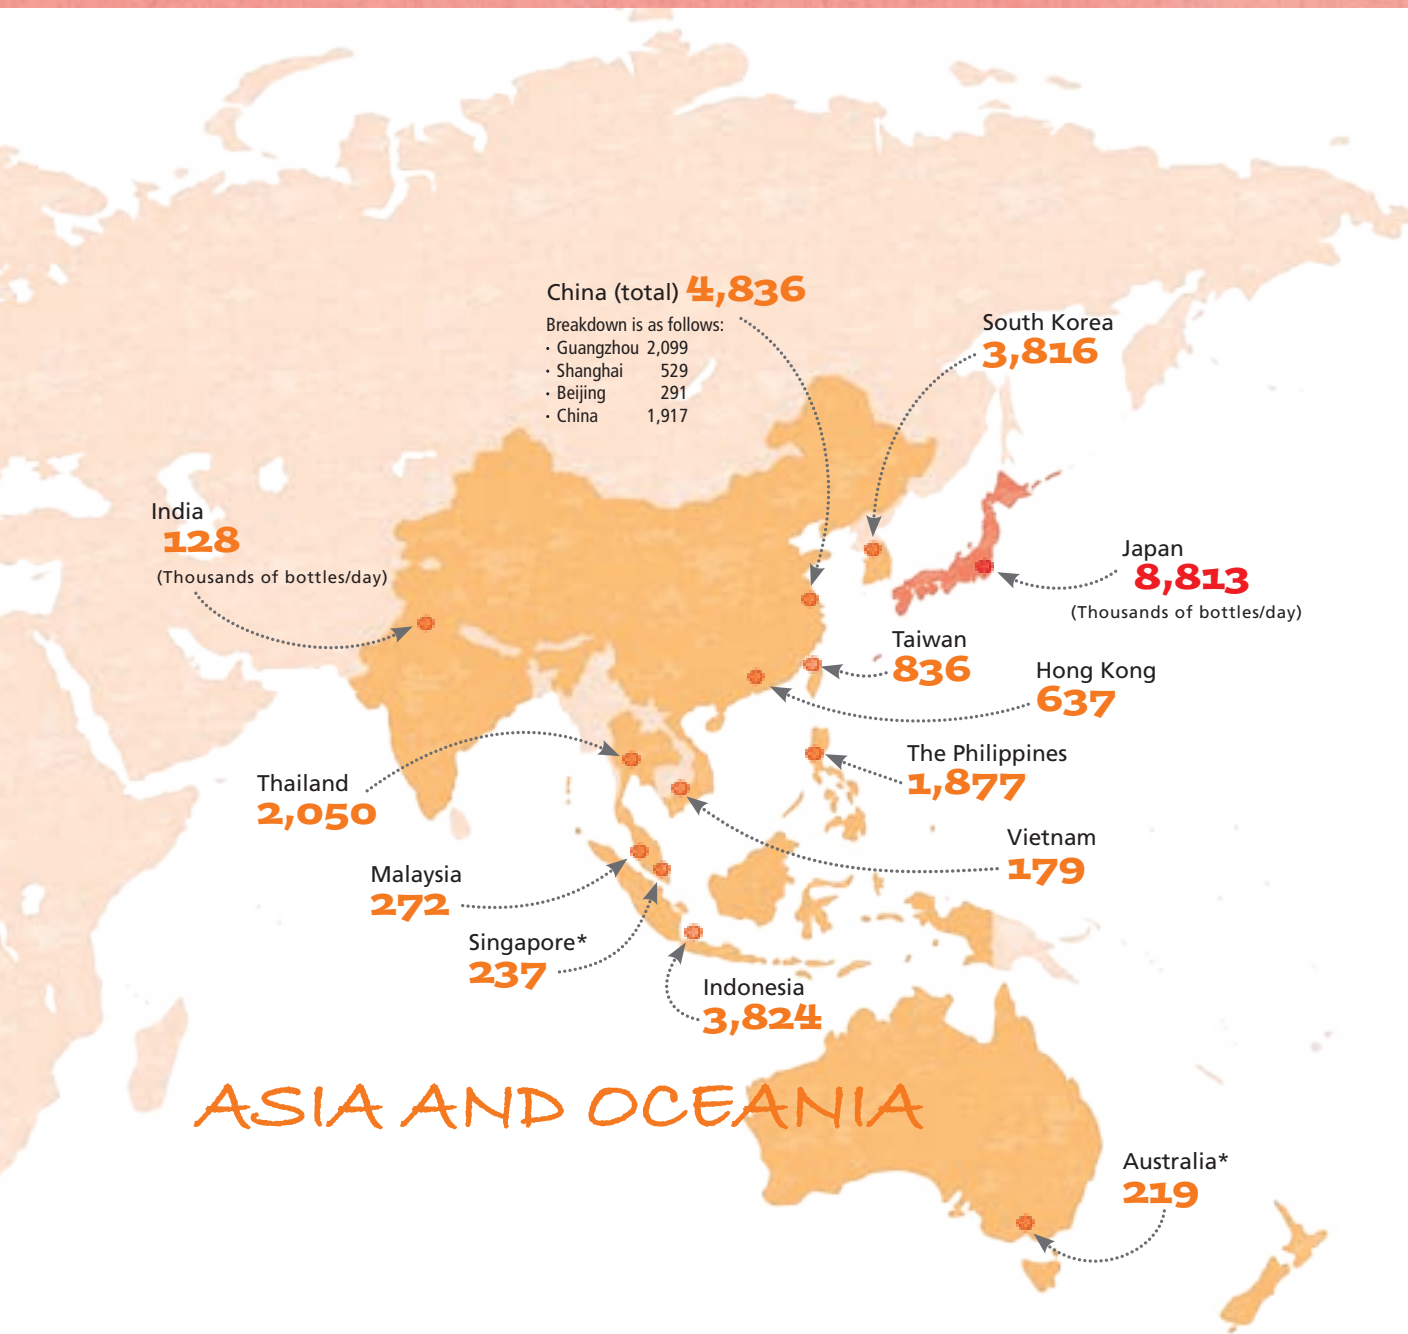 China (total) 4,836
Breakdown is as follows:
· Guangzhou 2,099
· Shanghai 529
· Beijing 291
· China 1,917
South Korea
3,816
India
128
(Thousands of bottles/day)
Japan
8,813
(Thousands of bottles/day)
Taiwan
836
Hong Kong
637
The Philippines
1,877
Thailand
2,050
Vietnam
179
Malaysia
272
Singapore*
237
Indonesia
3,824
ASIA AND OCEANIA
Australia*
219